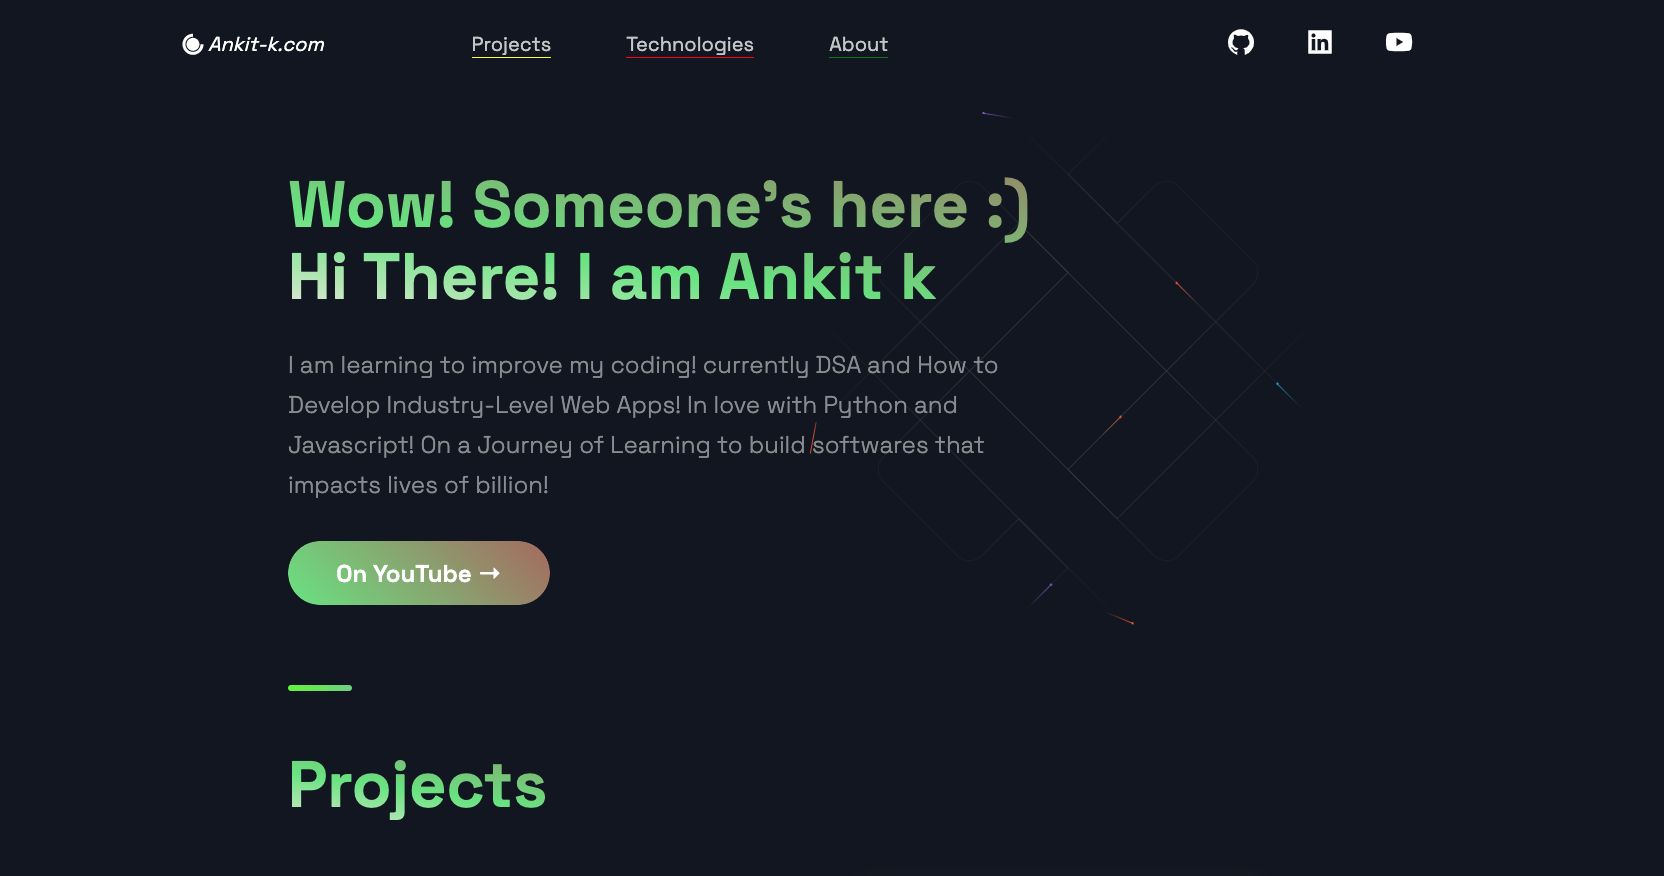 Ankit-k.com
Projects
Technologies
About
Wow! Someone’s here :)
Hi There! I am Ankit k
I am learning to improve my coding! currently DSA and How to
Develop Industry-Level Web Apps! In love with Python and
Javascript! On a Journey of Learning to build softwares that
impacts lives of billion!
On YouTube →
Projects